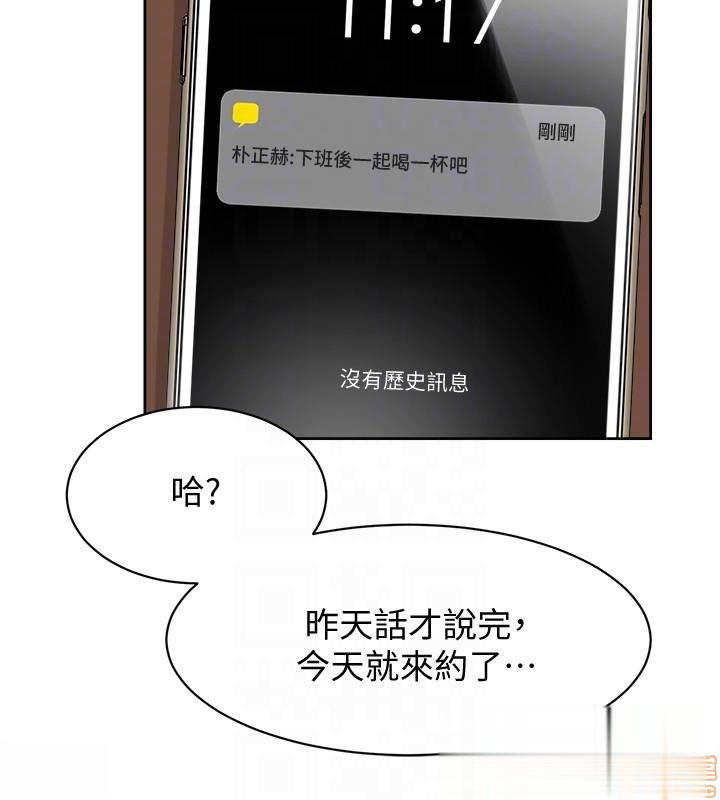 11:17
剛剛
朴正赫:下班後一起喝一杯吧
沒有歷史訊息
哈?
昨天話才說完,
今天就來約了…